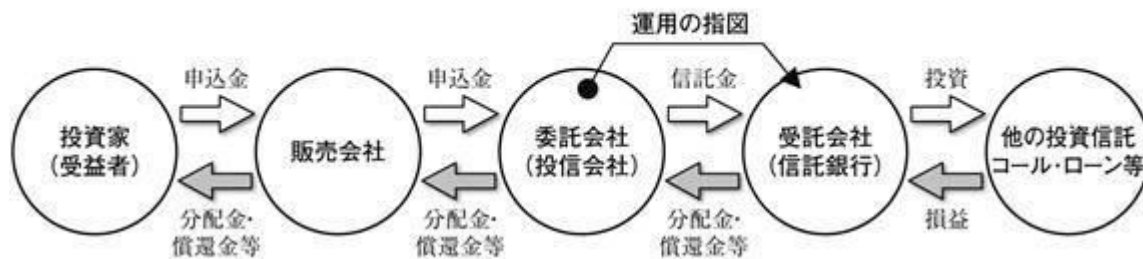 運用の指図
申込金
申込金
信託金
投資
投資家
(受益者)
販売会社
委託会社
(投信会社)
受託会社
(信託銀行)
他の投資信託
コール・ローン等
分配金・
償還金等
分配金・
償還金等
分配金・
償還金等
損益